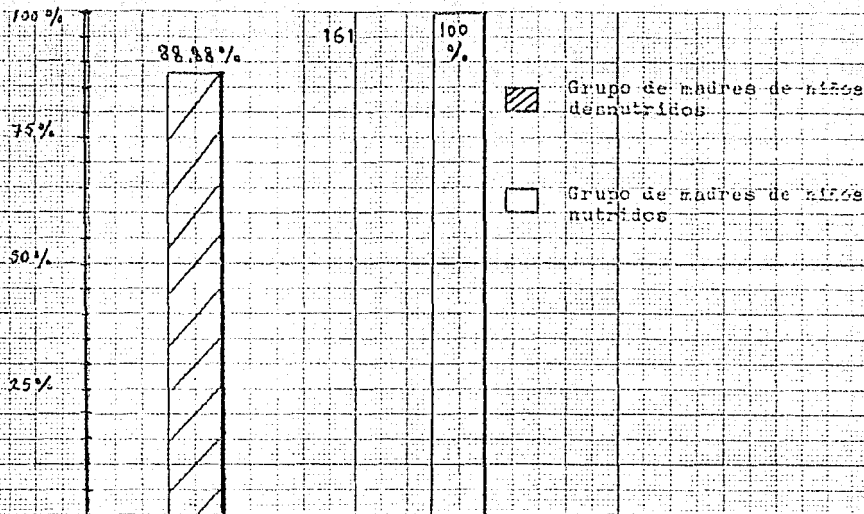 100%
88.88%
161
100
%
75%
50%
25%
Grupo de madres de niños
desnutridos
Grupo de madres de niños
nutridos